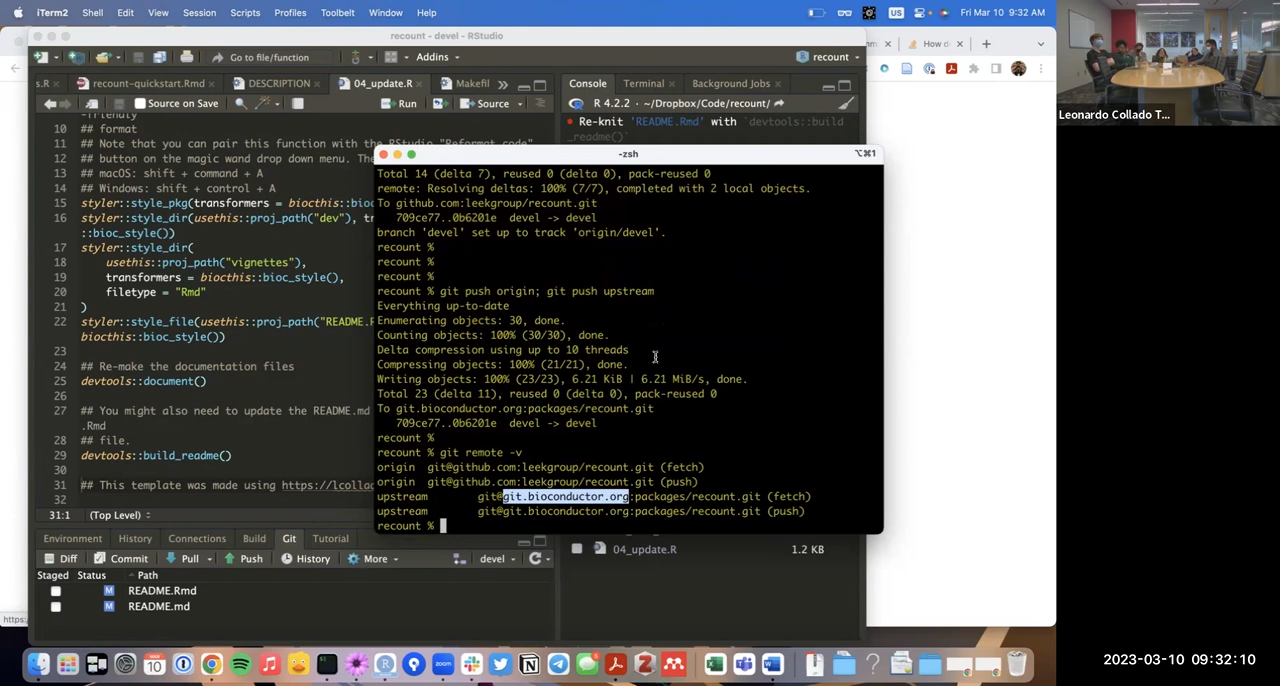 iTerm2 Shell Edit View Session Scripts Profiles Toolbelt Window Help US Fri Mar 10 9:32 AM
recount - devel - RStudio
Go to file/function Addins recount
s.R recount-quickstart.Rmd DESCRIPTION 04_update.R Makefil
Source on Save Run Source
-friendly
10 ## format
11 ## Note that you can pair this function with the RStudio "Reformat code"
12 ## button on the magic wand drop down menu. The
13 ## macOS: shift + command + A
14 ## Windows: shift + control + A
15 styler::style_pkg(transformers = biocthis::bio
16 styler::style_dir(usethis::proj_path("dev"), tr
::bioc_style())
17 styler::style_dir(
18 usethis::proj_path("vignettes"),
19 transformers = biocthis::bioc_style(),
20 filetype = "Rmd"
21 )
22 styler::style_file(usethis::proj_path("README.R
biocthis::bioc_style())
23
24 ## Re-make the documentation files
25 devtools::document()
26
27 ## You might also need to update the README.md
.Rmd
28 ## file.
29 devtools::build_readme()
30
31 ## This template was made using https://lcolla
32
31:1 (Top Level)
Console Terminal Background Jobs
R 4.2.2 · ~/Dropbox/Code/recount/
Re-knit 'README.Rmd' with `devtools::build
_readme()`
-zsh ⌥⌘1
Total 14 (delta 7), reused 0 (delta 0), pack-reused 0
remote: Resolving deltas: 100% (7/7), completed with 2 local objects.
To github.com:leekgroup/recount.git
709ce77..0b6201e devel -> devel
branch 'devel' set up to track 'origin/devel'.
recount %
recount %
recount %
recount % git push origin; git push upstream
Everything up-to-date
Enumerating objects: 30, done.
Counting objects: 100% (30/30), done.
Delta compression using up to 10 threads
Compressing objects: 100% (21/21), done.
Writing objects: 100% (23/23), 6.21 KiB | 6.21 MiB/s, done.
Total 23 (delta 11), reused 0 (delta 0), pack-reused 0
To git.bioconductor.org:packages/recount.git
709ce77..0b6201e devel -> devel
recount %
recount % git remote -v
origin git@github.com:leekgroup/recount.git (fetch)
origin git@github.com:leekgroup/recount.git (push)
upstream git@git.bioconductor.org:packages/recount.git (fetch)
upstream git@git.bioconductor.org:packages/recount.git (push)
recount %
Environment History Connections Build Git Tutorial
Diff Commit Pull Push History More devel
Staged Status Path
M README.Rmd
M README.md
04_update.R 1.2 KB
https:/
How d
Leonardo Collado T...
10
zoom
2023-03-10 09:32:10